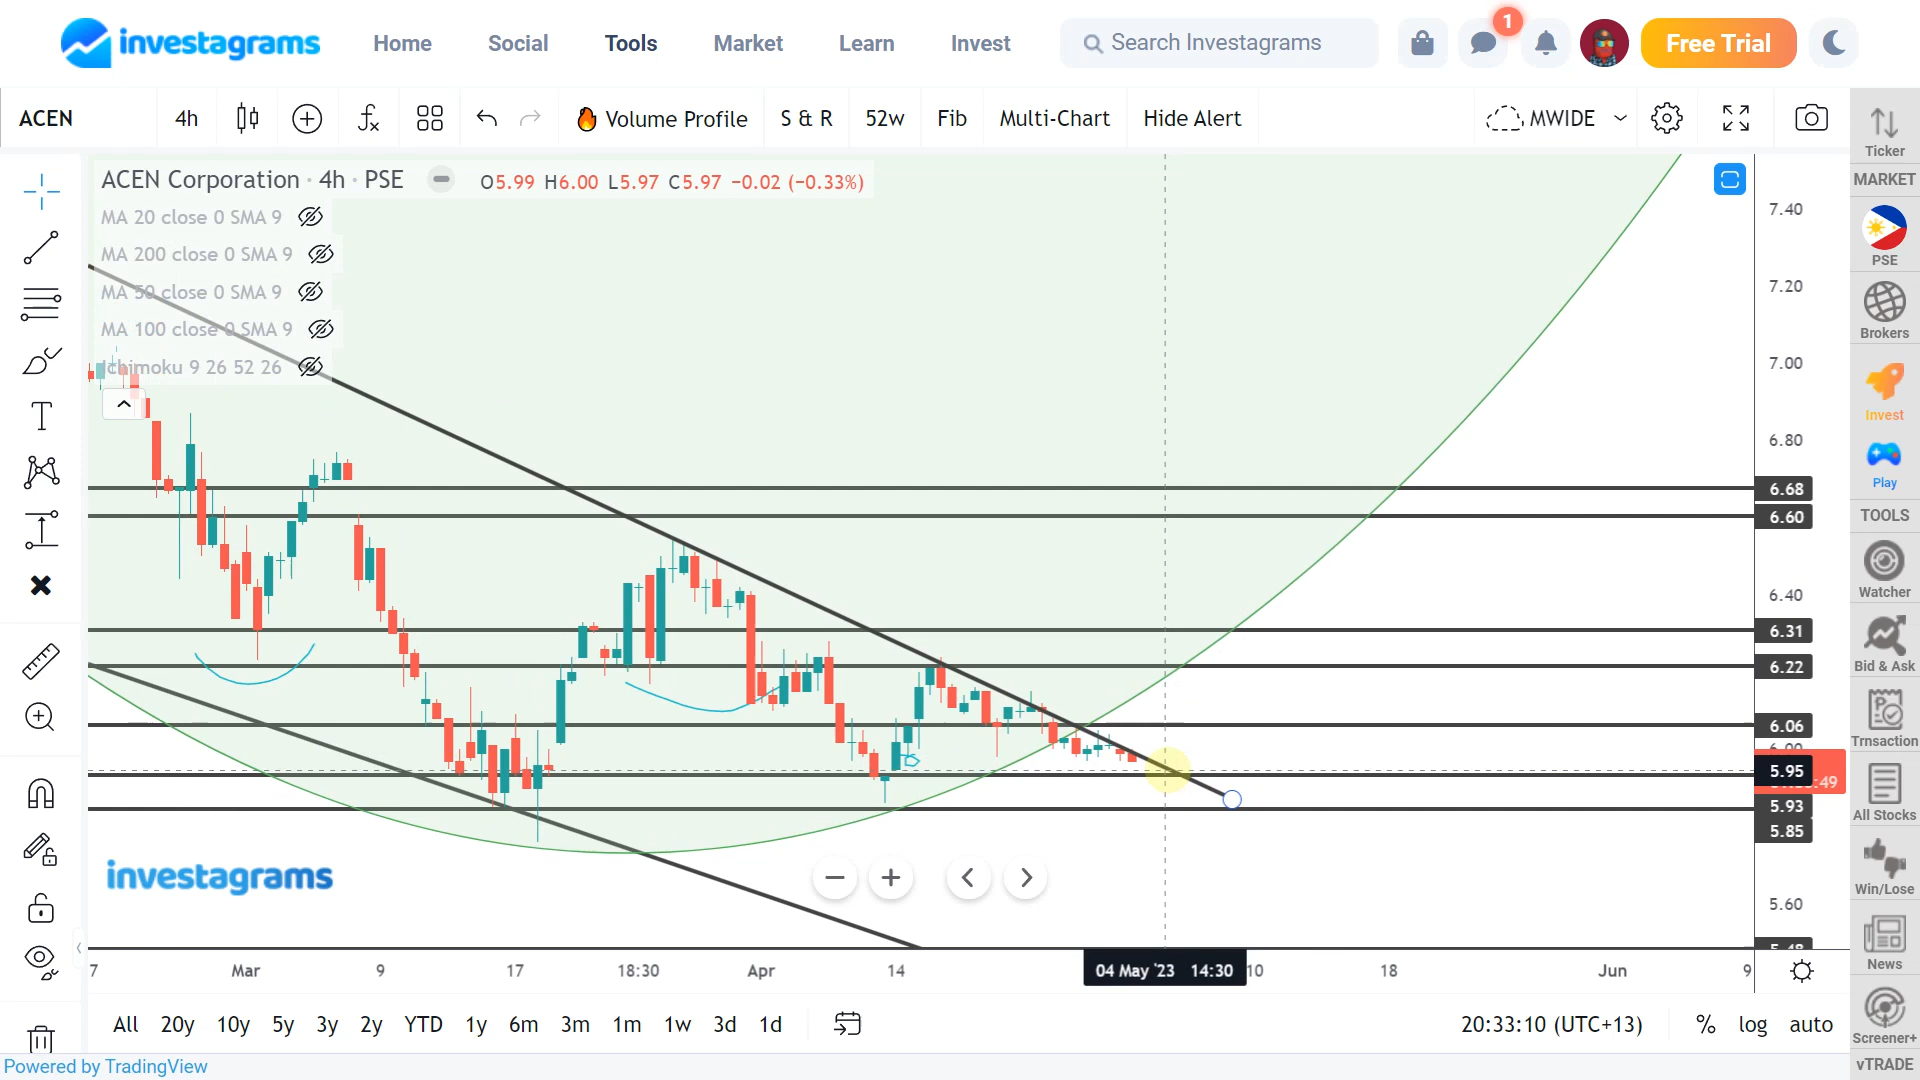 investagrams
Home Social Tools Market Learn Invest
Search Investagrams
1
Free Trial
ACEN 4h Volume Profile S & R 52w Fib Multi-Chart Hide Alert MWIDE
ACEN Corporation · 4h · PSE O5.99 H6.00 L5.97 C5.97 −0.02 (−0.33%)
MA 20 close 0 SMA 9
MA 200 close 0 SMA 9
MA 50 close 0 SMA 9
MA 100 close 0 SMA 9
Ichimoku 9 26 52 26
7.40
7.20
7.00
6.80
6.68
6.60
6.40
6.31
6.22
6.06
5.95
5.93
5.85
5.60
5.48
investagrams
7 Mar 9 17 18:30 Apr 14 04 May '23 14:30 10 18 Jun 9
All 20y 10y 5y 3y 2y YTD 1y 6m 3m 1m 1w 3d 1d 20:33:10 (UTC+13) % log auto
Powered by TradingView
Ticker
MARKET
PSE
Brokers
Invest
Play
TOOLS
Watcher
Bid & Ask
Trnsaction
All Stocks
Win/Lose
News
Screener+
vTRADE